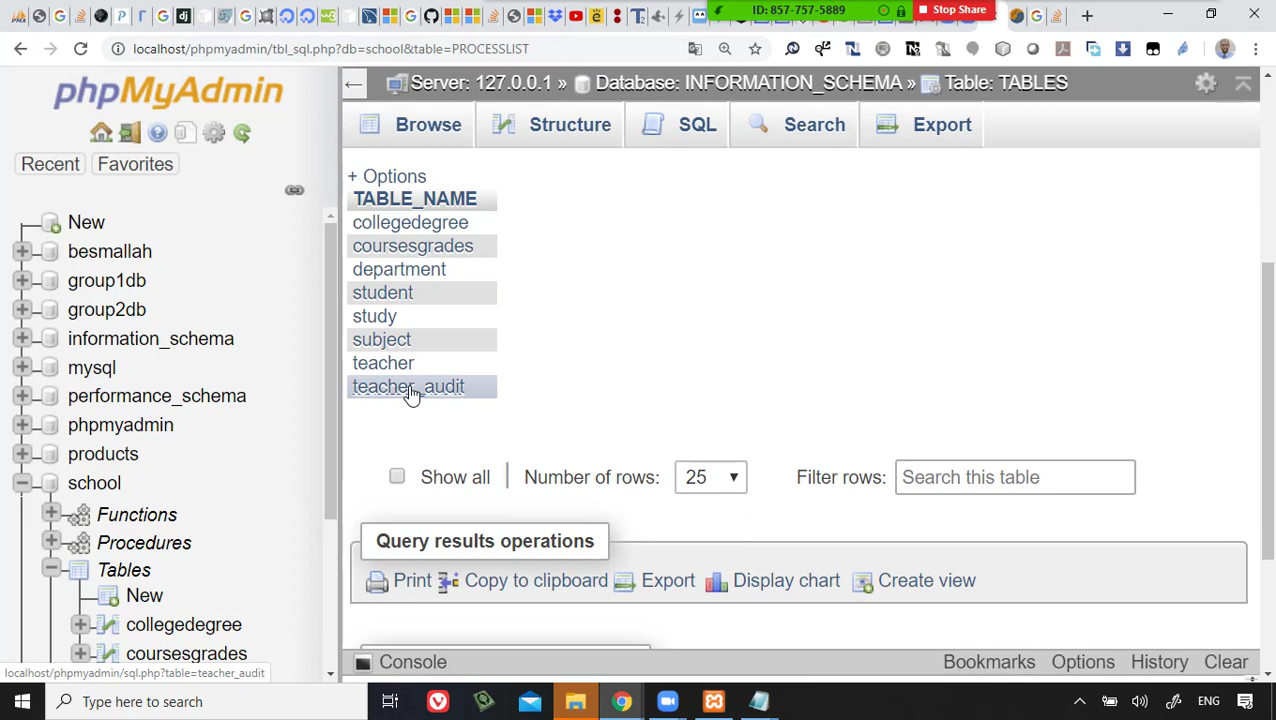 ID: 857-757-5889
Stop Share
localhost/phpmyadmin/tbl_sql.php?db=school&table=PROCESSLIST
phpMyAdmin
Recent
Favorites
New
besmallah
group1db
group2db
information_schema
mysql
performance_schema
phpmyadmin
products
school
Functions
Procedures
Tables
New
collegedegree
coursesgrades
localhost/phpmyadmin/sql.php?table=teacher_audit
Server: 127.0.0.1 » Database: INFORMATION_SCHEMA » Table: TABLES
Browse
Structure
SQL
Search
Export
+ Options
TABLE_NAME
collegedegree
coursesgrades
department
student
study
subject
teacher
teacher_audit
Show all
Number of rows:
25
Filter rows:
Search this table
Query results operations
Print
Copy to clipboard
Export
Display chart
Create view
Console
Bookmarks
Options
History
Clear
Type here to search
ENG